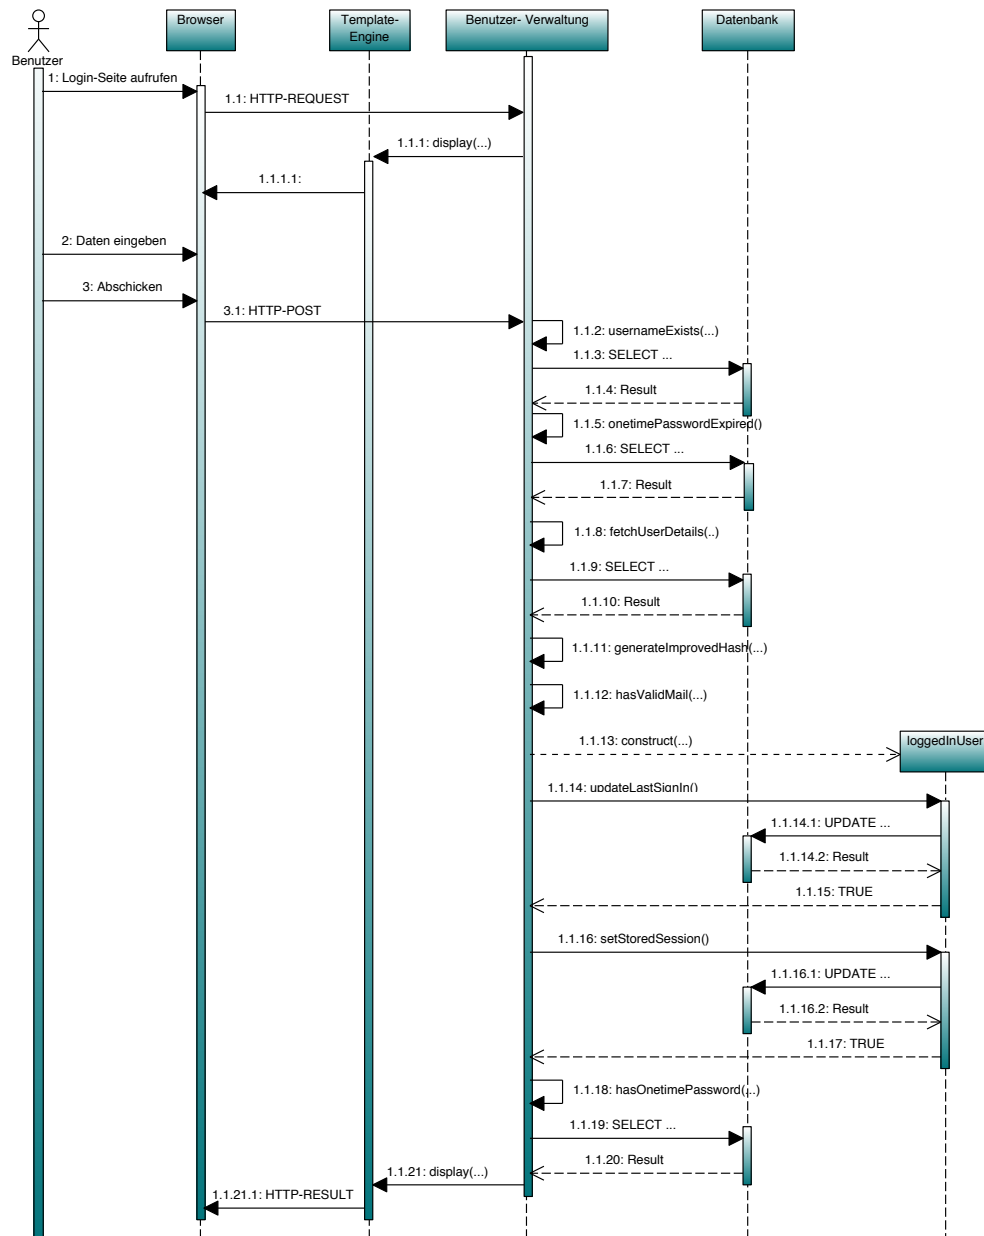 Browser
Template-
Engine
Benutzer- Verwaltung
Datenbank
Benutzer
1: Login-Seite aufrufen
1.1: HTTP-REQUEST
1.1.1: display(...)
1.1.1.1:
2: Daten eingeben
3: Abschicken
3.1: HTTP-POST
1.1.2: usernameExists(...)
1.1.3: SELECT ...
1.1.4: Result
1.1.5: onetimePasswordExpired()
1.1.6: SELECT ...
1.1.7: Result
1.1.8: fetchUserDetails(..)
1.1.9: SELECT ...
1.1.10: Result
1.1.11: generateImprovedHash(...)
1.1.12: hasValidMail(...)
1.1.13: construct(...)
loggedInUser
1.1.14: updateLastSignIn()
1.1.14.1: UPDATE ...
1.1.14.2: Result
1.1.15: TRUE
1.1.16: setStoredSession()
1.1.16.1: UPDATE ...
1.1.16.2: Result
1.1.17: TRUE
1.1.18: hasOnetimePassword(...)
1.1.19: SELECT ...
1.1.20: Result
1.1.21: display(...)
1.1.21.1: HTTP-RESULT